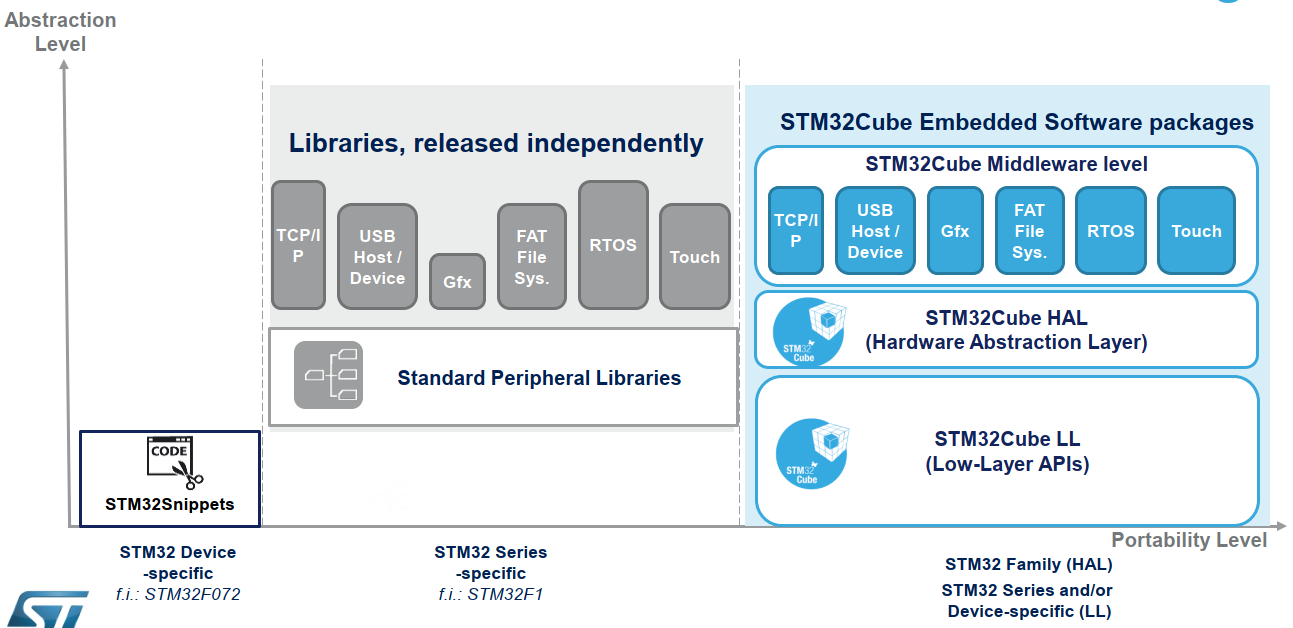 Abstraction
Level
Libraries, released independently
TCP/I
P
USB
Host /
Device
Gfx
FAT
File
Sys.
RTOS
Touch
Standard Peripheral Libraries
CODE
STM32Snippets
STM32Cube Embedded Software packages
STM32Cube Middleware level
TCP/I
P
USB
Host /
Device
Gfx
FAT
File
Sys.
RTOS
Touch
STM32
Cube
STM32Cube HAL
(Hardware Abstraction Layer)
STM32
Cube
STM32Cube LL
(Low-Layer APIs)
Portability Level
STM32 Device
-specific
f.i.: STM32F072
STM32 Series
-specific
f.i.: STM32F1
STM32 Family (HAL)
STM32 Series and/or
Device-specific (LL)
ST